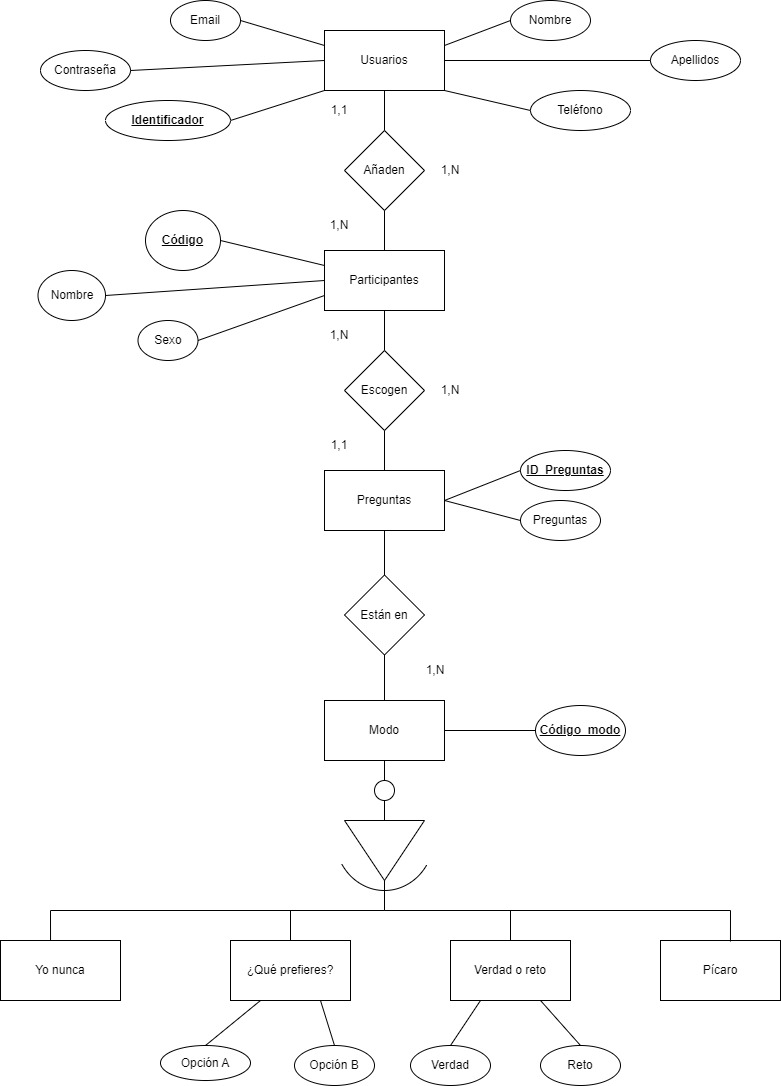 Email
Nombre
Usuarios
Contraseña
Apellidos
Identificador
Teléfono
1,1
Añaden
1,N
1,N
Código
Participantes
Nombre
Sexo
1,N
Escogen
1,N
1,1
ID_Preguntas
Preguntas
Preguntas
Están en
1,N
Modo
Código_modo
Yo nunca
¿Qué prefieres?
Verdad o reto
Pícaro
Opción A
Opción B
Verdad
Reto